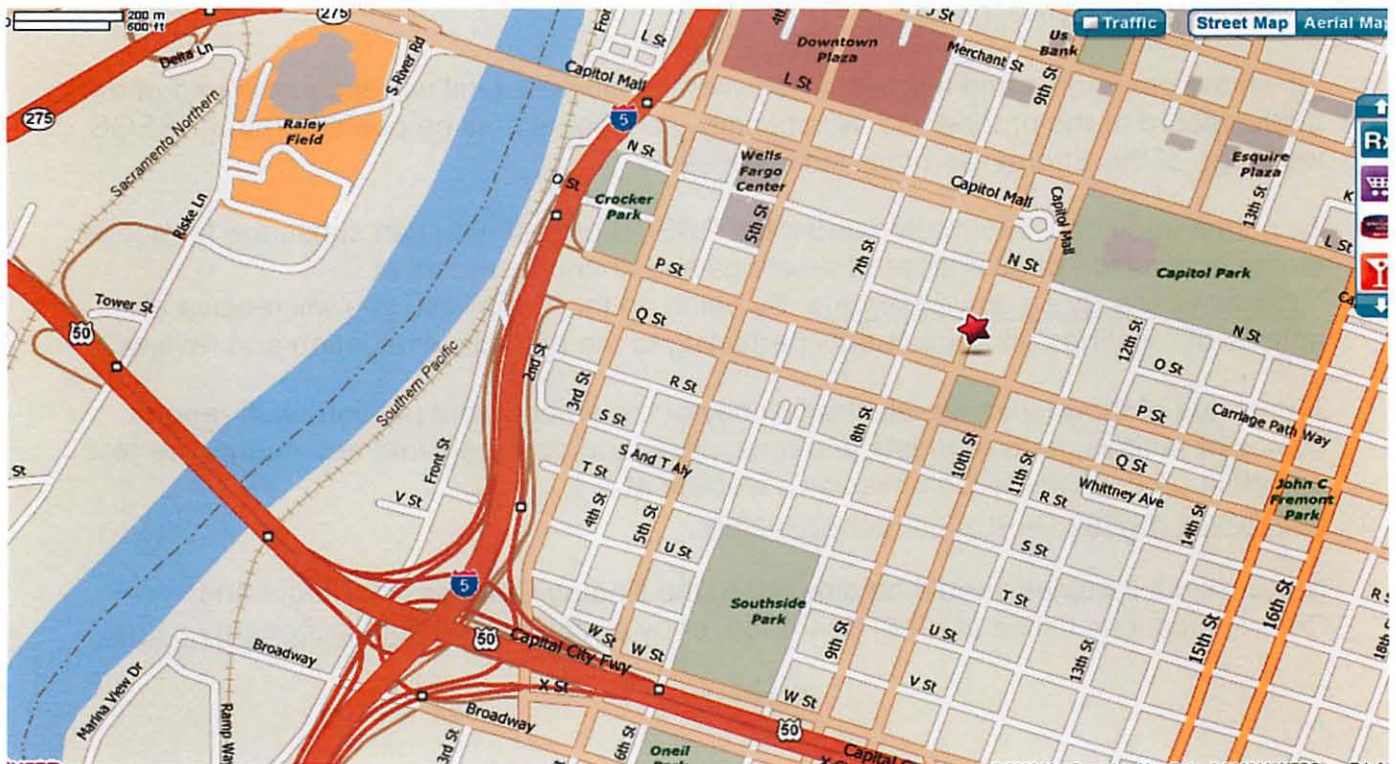 200 m
600 ft
275
Delta Ln
S River Rd
L St
Capitol Mall
4th
Downtown
Plaza
L St
Merchant St
J St
Us
Bank
9th St
Traffic
Street Map
Aerial Map
275
Sacramento Northern
Raley
Field
5
N St
O St
Crocker
Park
Wells
Fargo
Center
5th St
Capitol Mall
Capitol Mall
Esquire
Plaza
13th St
K
Rx
L St
Riske Ln
P St
7th St
N St
Capitol Park
Tower St
50
Q St
N St
12th St
O St
Southern Pacific
2nd St
3rd St
R St
S St
8th St
P St
Carriage Path Way
Front St
S And T Aly
T St
10th St
11th St
Q St
Whittney Ave
V St
4th St
5th St
R St
14th St
John C
Fremont
Park
U St
S St
5
Southside
Park
T St
16th St
50
Capital City Fwy
W St
W St
9th St
U St
15th St
18th
Broadway
X St
13th St
V St
Marina View Dr
Ramp Way
Broadway
W St
50
3rd St
6th St
Oneil
Capital